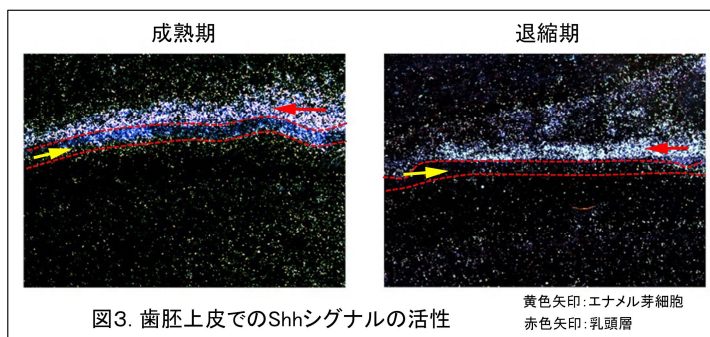 成熟期
退縮期
図3. 歯胚上皮でのShhシグナルの活性
黄色矢印:エナメル芽細胞
赤色矢印:乳頭層